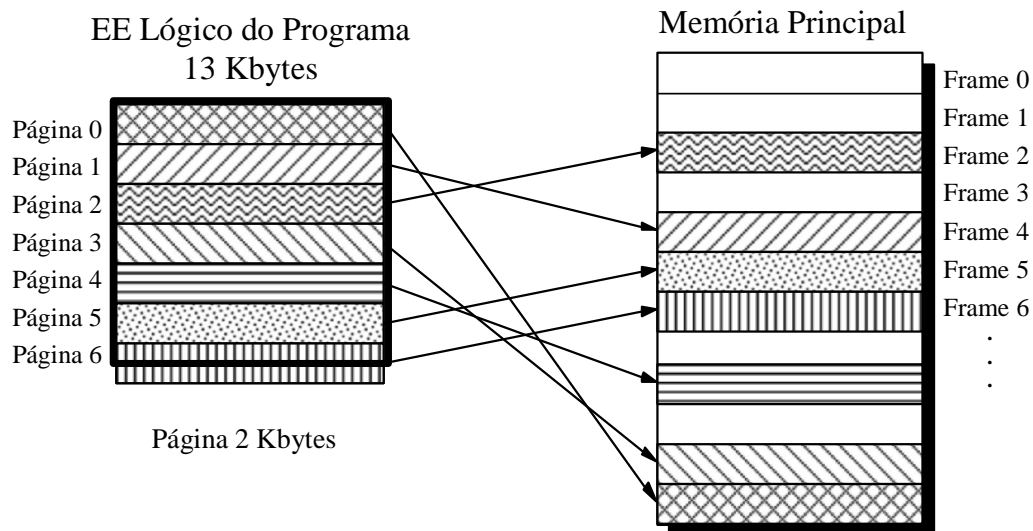 EE Lógico do Programa
13 Kbytes
Página 0
Página 1
Página 2
Página 3
Página 4
Página 5
Página 6
Página 2 Kbytes
Memória Principal
Frame 0
Frame 1
Frame 2
Frame 3
Frame 4
Frame 5
Frame 6
.
.
.